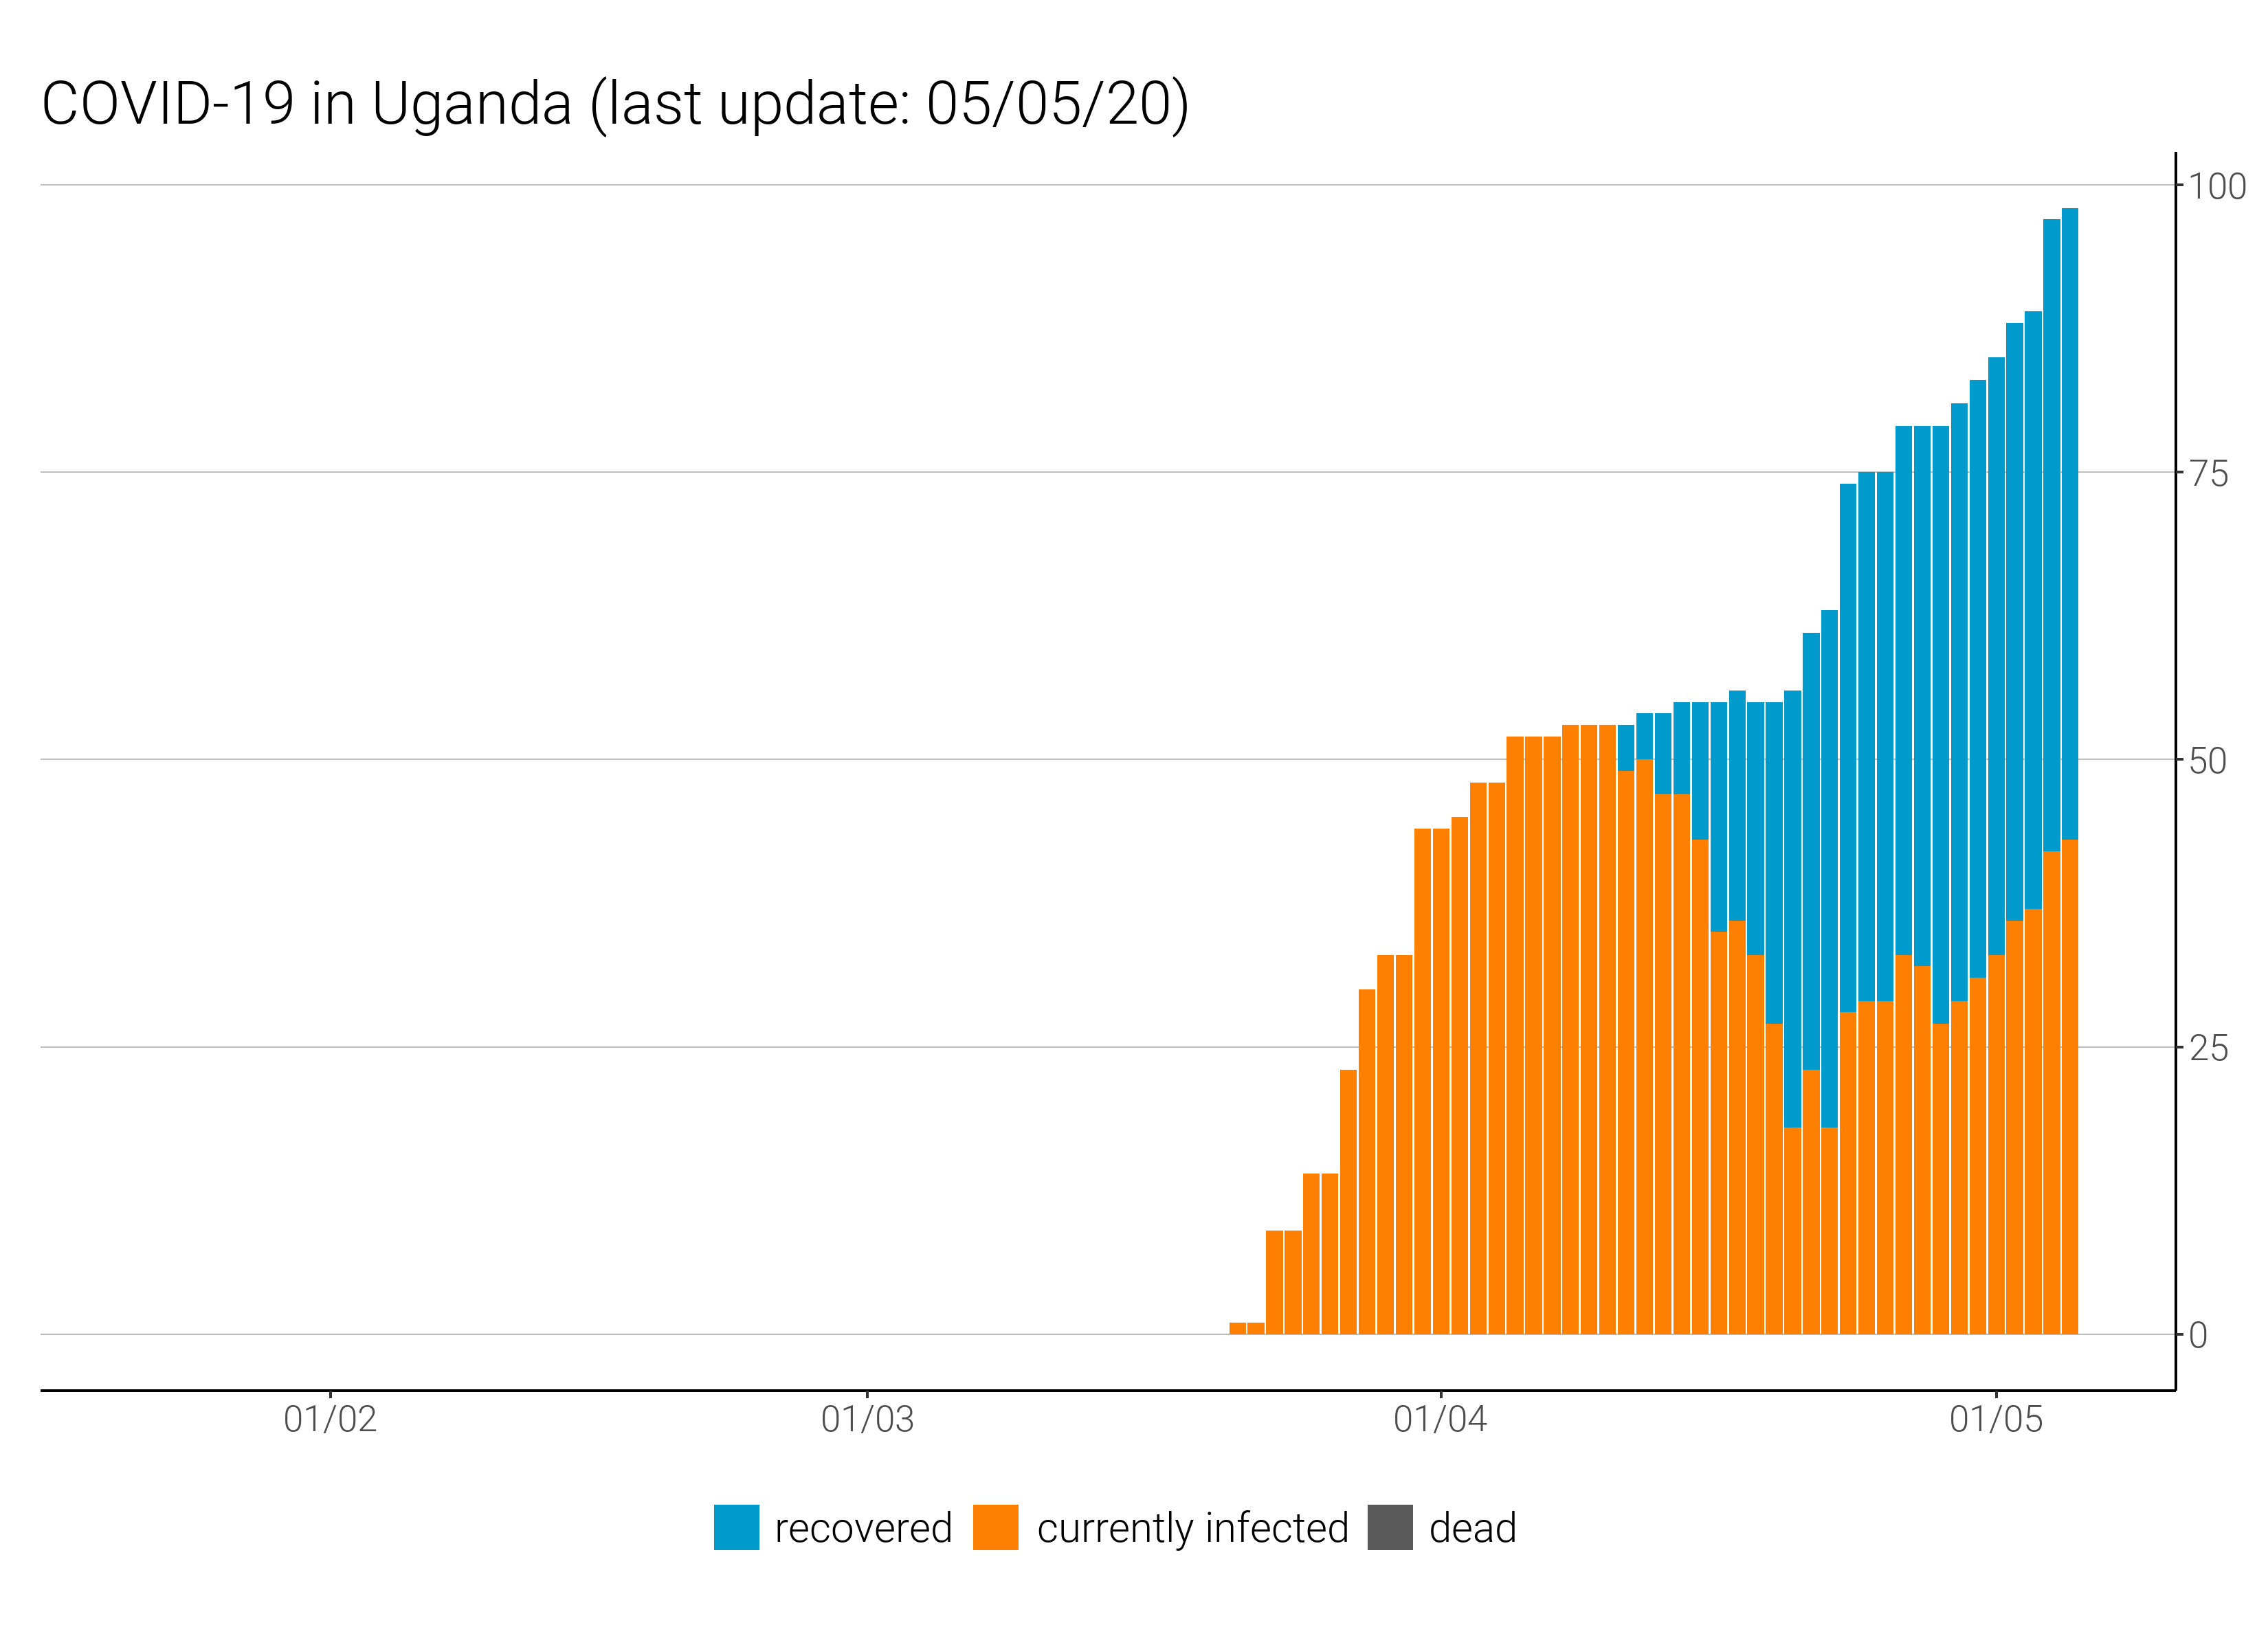 COVID-19 in Uganda (last update: 05/05/20)
100
75
50
25
0
01/02 01/03 01/04 01/05
recovered currently infected dead